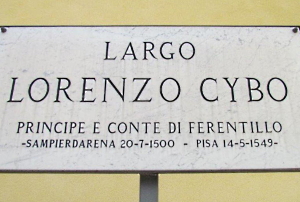 LARGO
LORENZO CYBO
PRINCIPE E CONTE DI FERENTILLO
-SAMPIERDARENA 20-7-1500 - PISA 14-5-1549-